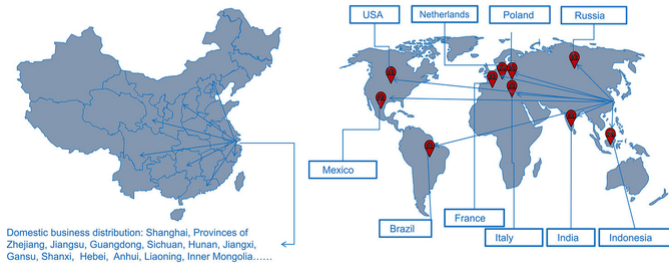 USA
Netherlands
Poland
Russia
Mexico
Brazil
France
Italy
India
Indonesia
Domestic business distribution: Shanghai, Provinces of
Zhejiang, Jiangsu, Guangdong, Sichuan, Hunan, Jiangxi,
Gansu, Shanxi, Hebei, Anhui, Liaoning, Inner Mongolia……